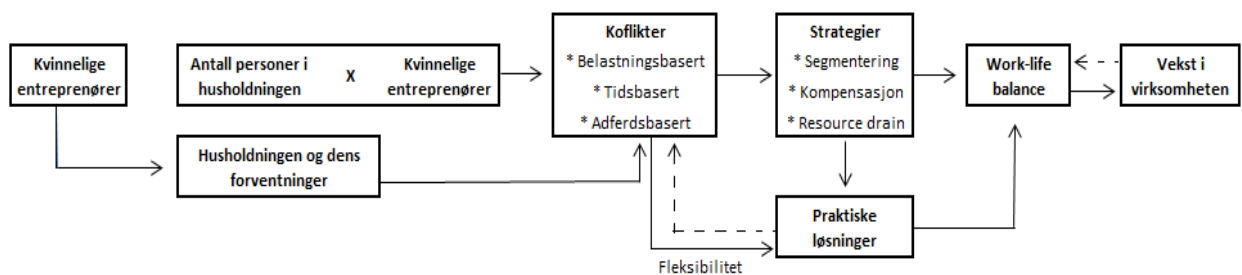 Kvinnelige
entreprenører
Antall personer i
husholdningen
X
Kvinnelige
entreprenører
Husholdningen og dens
forventninger
Koflikter
* Belastningsbasert
* Tidsbasert
* Adferdsbasert
Strategier
* Segmentering
* Kompensasjon
* Resource drain
Work-life
balance
Vekst i
virksomheten
Praktiske
løsninger
Fleksibilitet